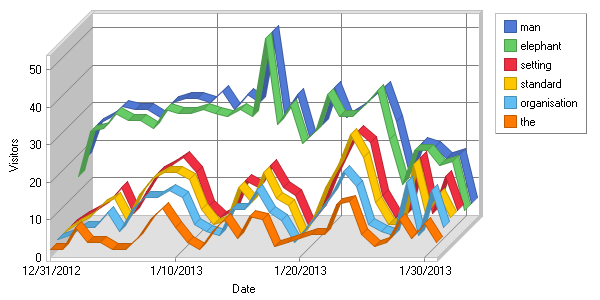 man
elephant
setting
standard
organisation
the
50
40
30
20
10
0
Visitors
12/31/2012 1/10/2013 1/20/2013 1/30/2013
Date